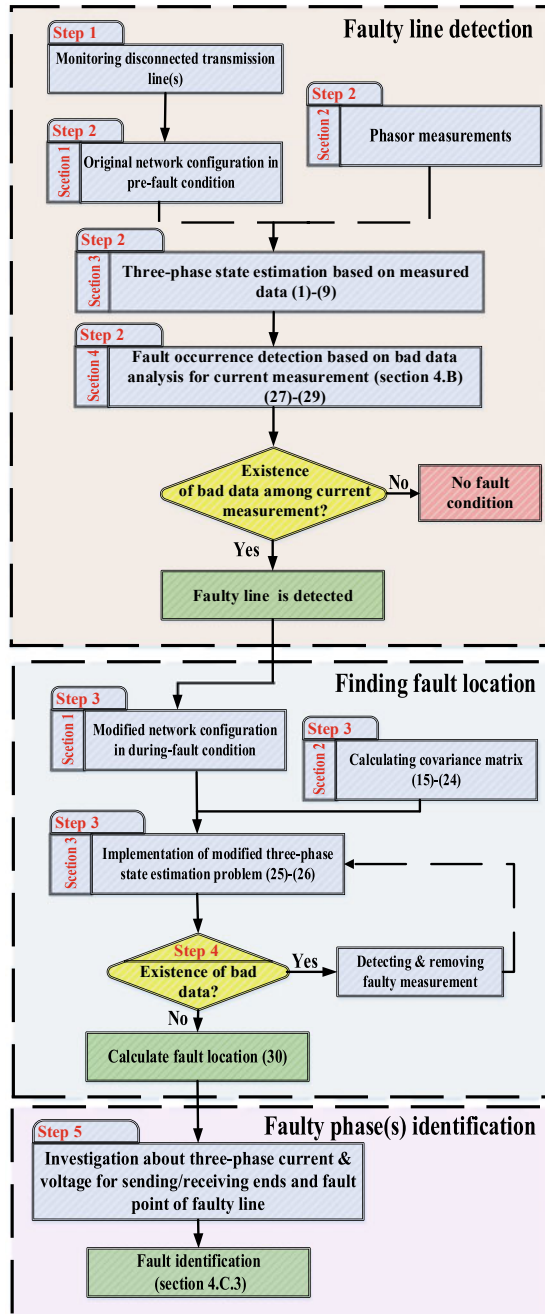 Faulty line detection
Step 1
Monitoring disconnected transmission
line(s)
Step 2
Scetion 1
Original network configuration in
pre-fault condition
Step 2
Scetion 2
Phasor measurements
Step 2
Scetion 3
Three-phase state estimation based on measured
data (1)-(9)
Step 2
Scetion 4
Fault occurrence detection based on bad data
analysis for current measurement (section 4.B)
(27)-(29)
Existence
of bad data among current
measurement?
No
No fault
condition
Yes
Faulty line is detected
Finding fault location
Step 3
Scetion 1
Modified network configuration
in during-fault condition
Step 3
Scetion 2
Calculating covariance matrix
(15)-(24)
Step 3
Scetion 3
Implementation of modified three-phase
state estimation problem (25)-(26)
Step 4
Existence of bad
data?
Yes
Detecting & removing
faulty measurement
No
Calculate fault location (30)
Faulty phase(s) identification
Step 5
Investigation about three-phase current &
voltage for sending/receiving ends and fault
point of faulty line
Fault identification
(section 4.C.3)